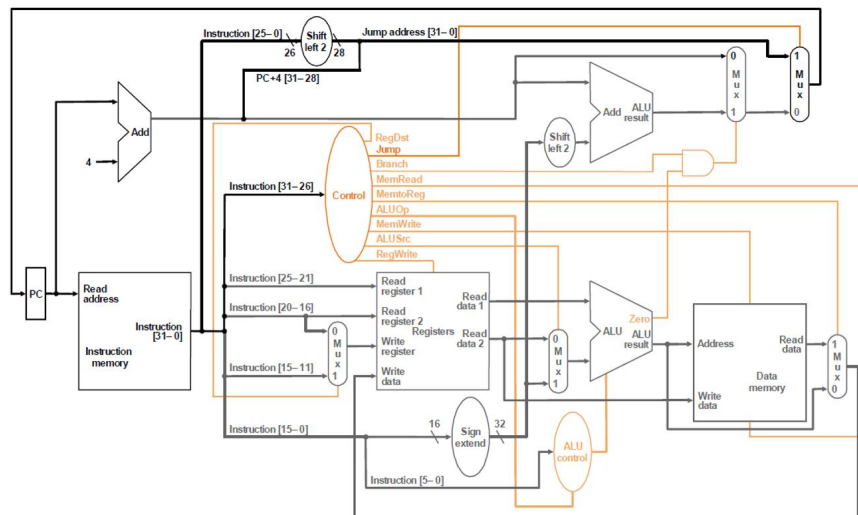 Instruction [25–0]
Shift
left 2
Jump address [31–0]
26
28
PC+4 [31–28]
Add
4
0
M
u
x
1
1
M
u
x
0
Add
ALU
result
Shift
left 2
RegDst
Jump
Branch
MemRead
MemtoReg
ALUOp
MemWrite
ALUSrc
RegWrite
Instruction [31–26]
Control
PC
Read
address
Instruction
[31–0]
Instruction
memory
Instruction [25–21]
Instruction [20–16]
Instruction [15–11]
Instruction [15–0]
Instruction [5–0]
0
M
u
x
1
Read
register 1
Read
register 2
Write
register
Write
data
Registers
Read
data 1
Read
data 2
0
M
u
x
1
Zero
ALU
ALU
result
Address
Write
data
Read
data
Data
memory
1
M
u
x
0
16
Sign
extend
32
ALU
control